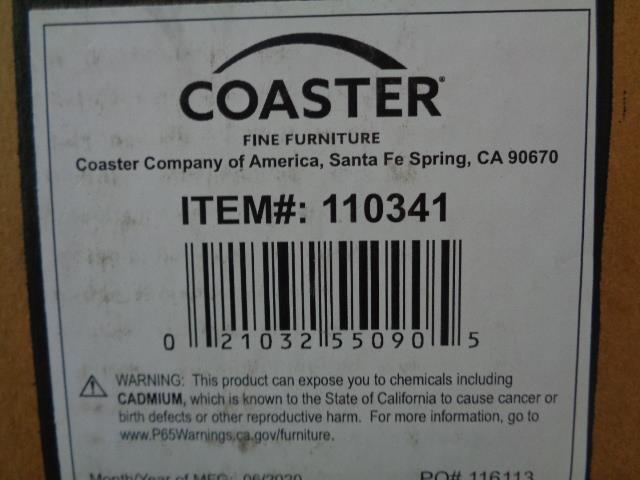 COASTER®
FINE FURNITURE
Coaster Company of America, Santa Fe Spring, CA 90670
ITEM#: 110341
0 21032 55090 5
WARNING: This product can expose you to chemicals including
CADMIUM, which is known to the State of California to cause cancer or
birth defects or other reproductive harm. For more information, go to
www.P65Warnings.ca.gov/furniture.
Month/Year of MFG: 06/2020 PO# 116113